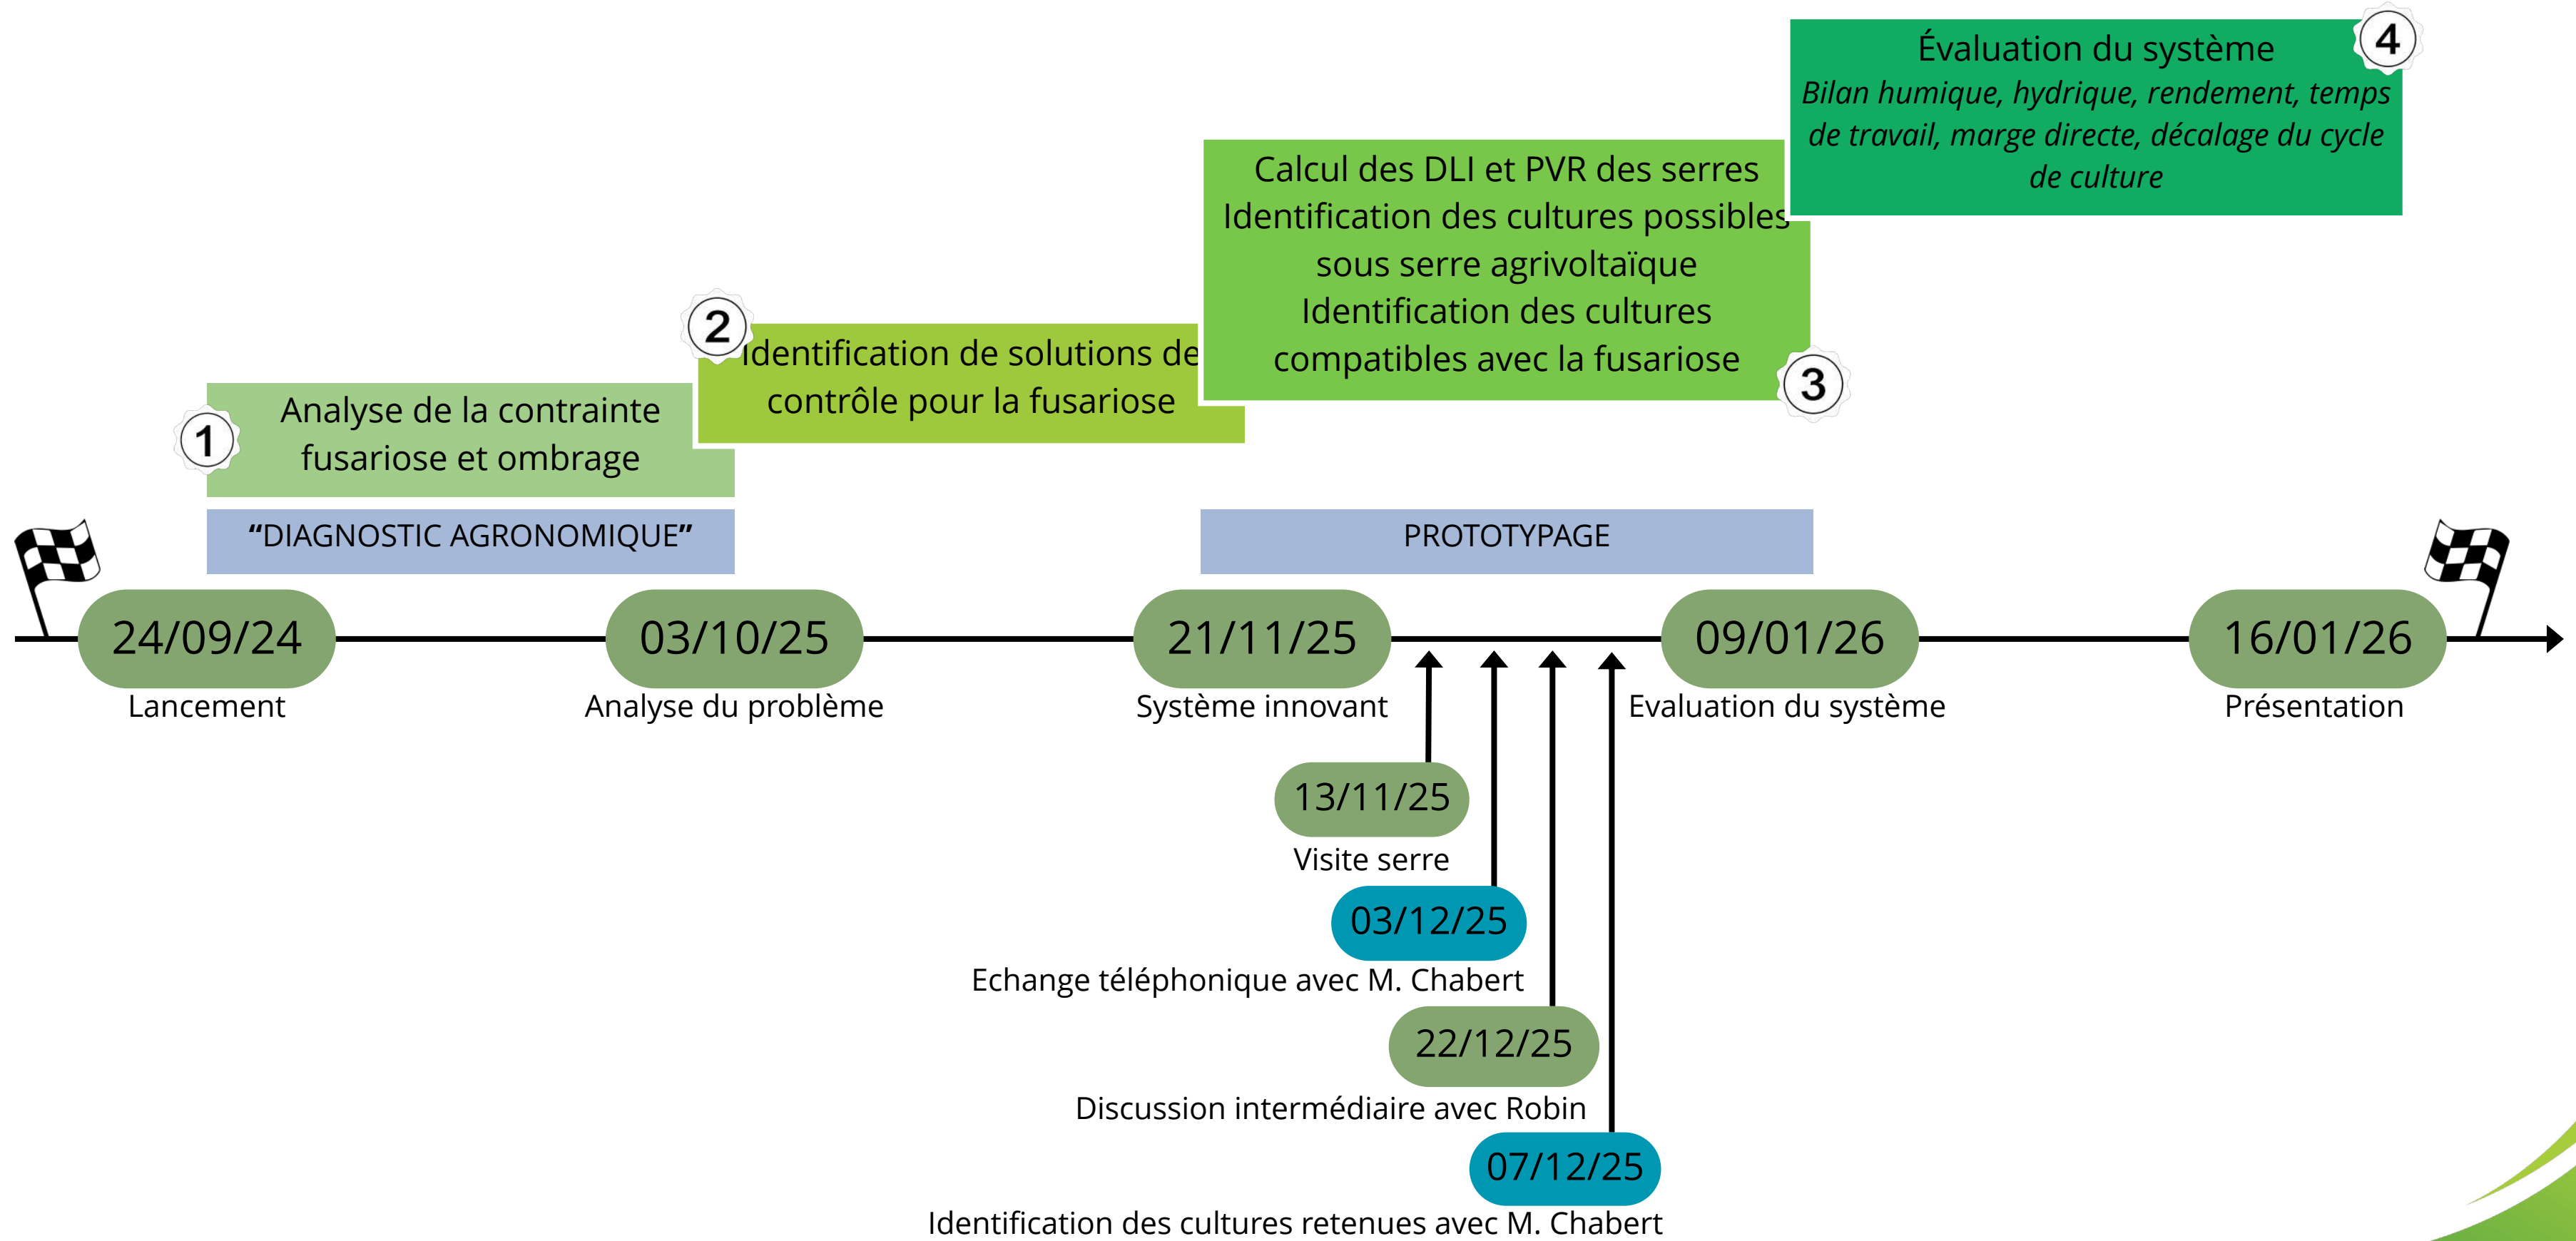 4
Évaluation du système
Bilan humique, hydrique, rendement, temps
de travail, marge directe, décalage du cycle
de culture
Calcul des DLI et PVR des serres
Identification des cultures possibles
sous serre agrivoltaïque
Identification des cultures
compatibles avec la fusariose
3
2
Identification de solutions de
contrôle pour la fusariose
1
Analyse de la contrainte
fusariose et ombrage
“DIAGNOSTIC AGRONOMIQUE”
PROTOTYPAGE
24/09/24
03/10/25
21/11/25
09/01/26
16/01/26
Lancement
Analyse du problème
Système innovant
Evaluation du système
Présentation
13/11/25
Visite serre
03/12/25
Echange téléphonique avec M. Chabert
22/12/25
Discussion intermédiaire avec Robin
07/12/25
Identification des cultures retenues avec M. Chabert